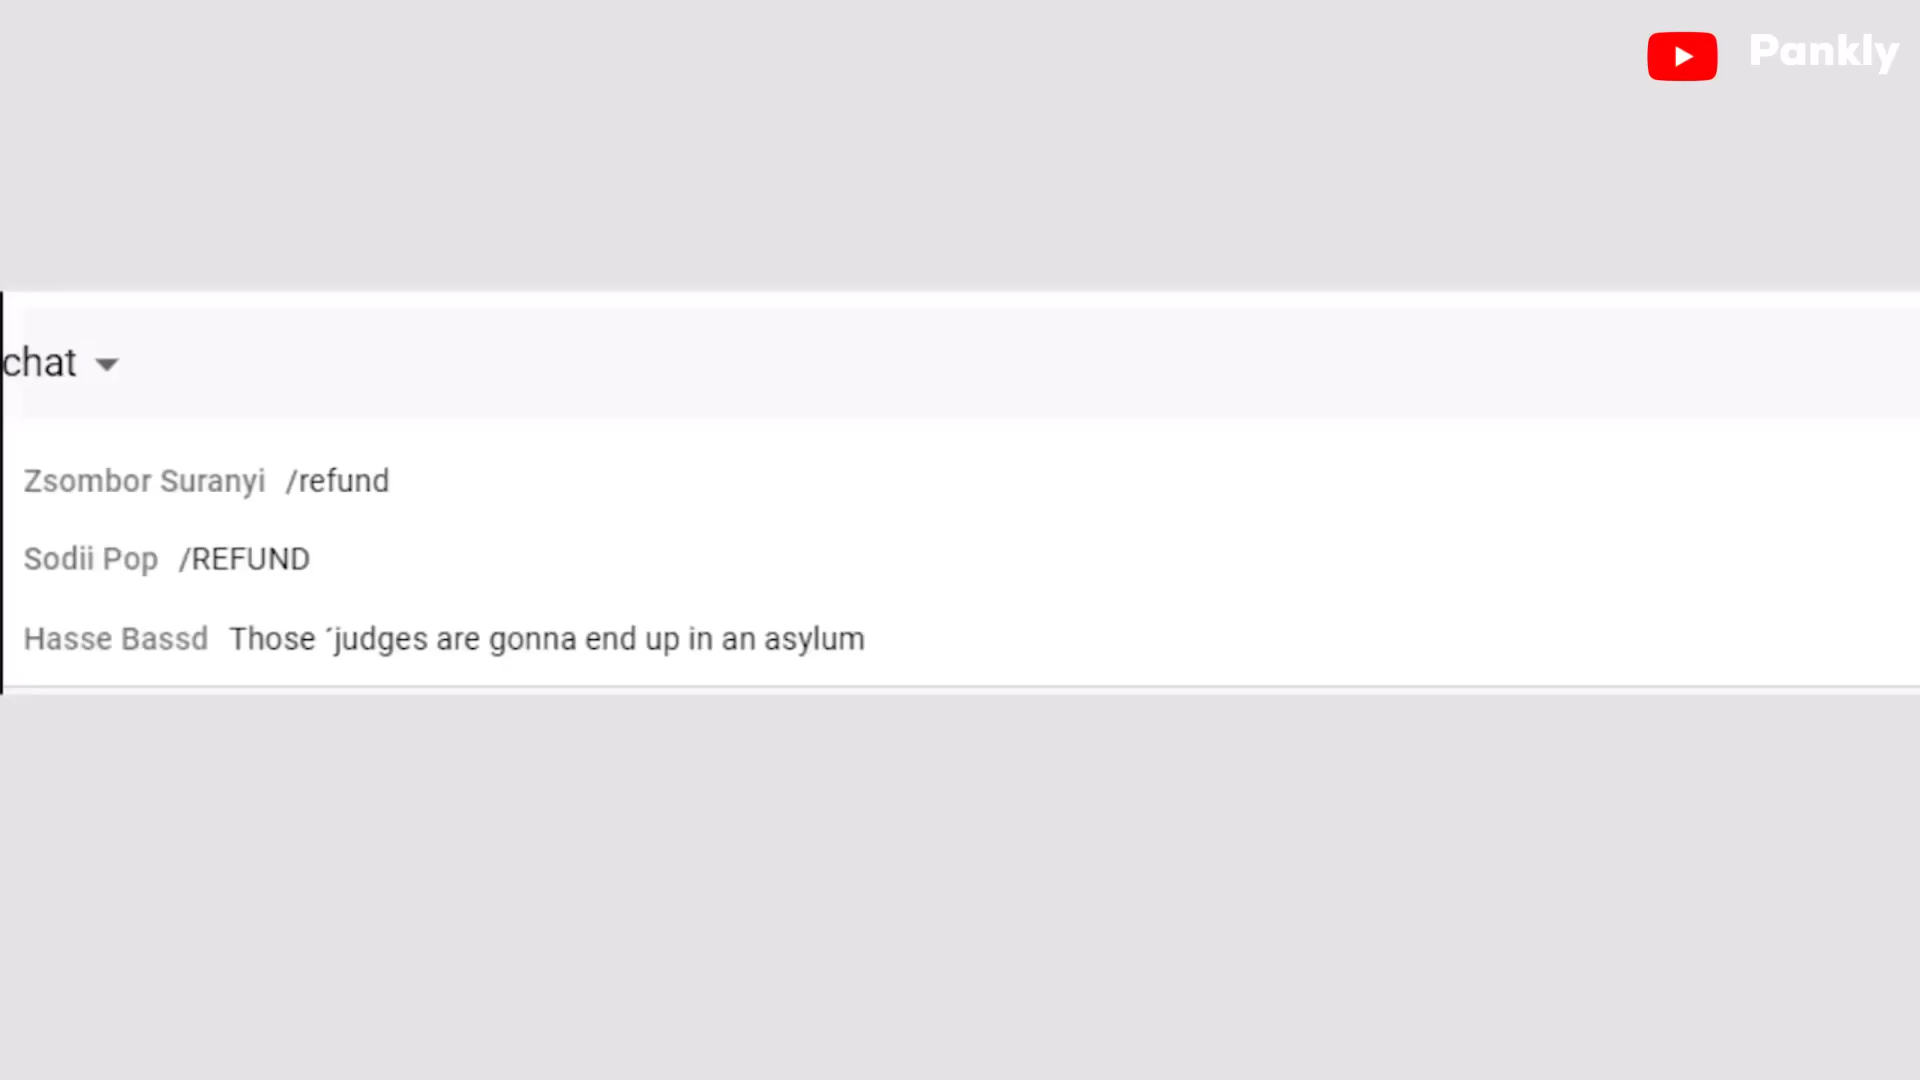 Pankly
chat
Zsombor Suranyi /refund
Sodii Pop /REFUND
Hasse Bassd Those ´judges are gonna end up in an asylum